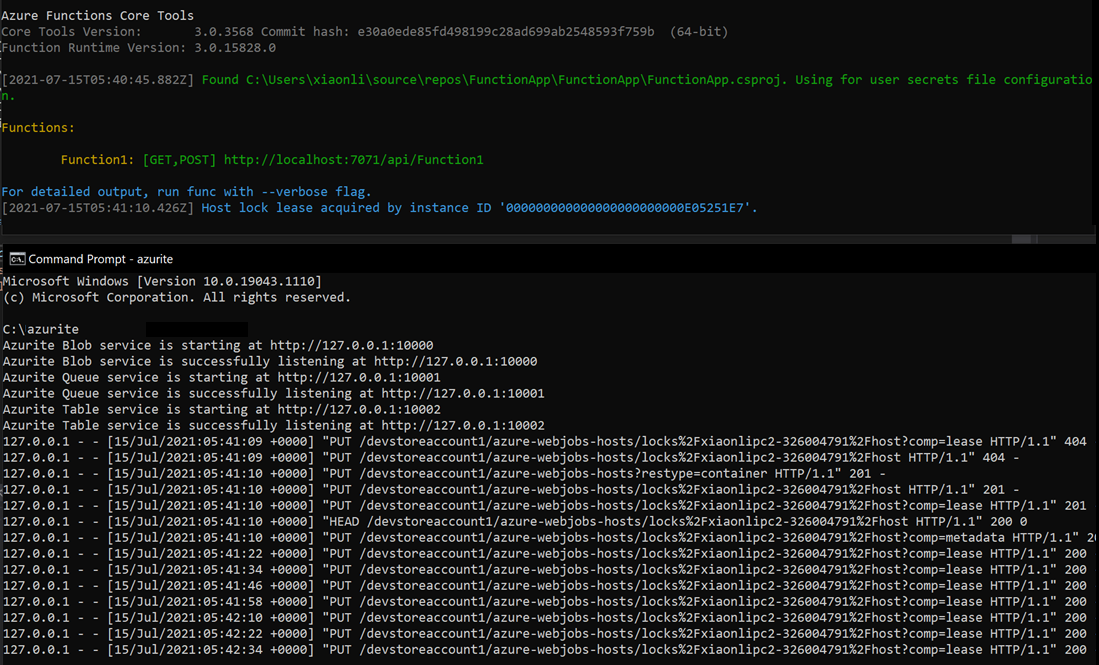 Azure Functions Core Tools
Core Tools Version:       3.0.3568 Commit hash: e30a0ede85fd498199c28ad699ab2548593f759b  (64-bit)
Function Runtime Version: 3.0.15828.0
[2021-07-15T05:40:45.882Z] Found C:\Users\xiaonli\source\repos\FunctionApp\FunctionApp\FunctionApp.csproj. Using for user secrets file configuratio
n.
Functions:
        Function1: [GET,POST] http://localhost:7071/api/Function1
For detailed output, run func with --verbose flag.
[2021-07-15T05:41:10.426Z] Host lock lease acquired by instance ID '000000000000000000000000E05251E7'.
Command Prompt - azurite
Microsoft Windows [Version 10.0.19043.1110]
(c) Microsoft Corporation. All rights reserved.
C:\azurite
Azurite Blob service is starting at http://127.0.0.1:10000
Azurite Blob service is successfully listening at http://127.0.0.1:10000
Azurite Queue service is starting at http://127.0.0.1:10001
Azurite Queue service is successfully listening at http://127.0.0.1:10001
Azurite Table service is starting at http://127.0.0.1:10002
Azurite Table service is successfully listening at http://127.0.0.1:10002
127.0.0.1 - - [15/Jul/2021:05:41:09 +0000] "PUT /devstoreaccount1/azure-webjobs-hosts/locks%2Fxiaonlipc2-326004791%2Fhost?comp=lease HTTP/1.1" 404
127.0.0.1 - - [15/Jul/2021:05:41:09 +0000] "PUT /devstoreaccount1/azure-webjobs-hosts/locks%2Fxiaonlipc2-326004791%2Fhost HTTP/1.1" 404 -
127.0.0.1 - - [15/Jul/2021:05:41:10 +0000] "PUT /devstoreaccount1/azure-webjobs-hosts?restype=container HTTP/1.1" 201 -
127.0.0.1 - - [15/Jul/2021:05:41:10 +0000] "PUT /devstoreaccount1/azure-webjobs-hosts/locks%2Fxiaonlipc2-326004791%2Fhost HTTP/1.1" 201 -
127.0.0.1 - - [15/Jul/2021:05:41:10 +0000] "PUT /devstoreaccount1/azure-webjobs-hosts/locks%2Fxiaonlipc2-326004791%2Fhost?comp=lease HTTP/1.1" 201
127.0.0.1 - - [15/Jul/2021:05:41:10 +0000] "HEAD /devstoreaccount1/azure-webjobs-hosts/locks%2Fxiaonlipc2-326004791%2Fhost HTTP/1.1" 200 0
127.0.0.1 - - [15/Jul/2021:05:41:10 +0000] "PUT /devstoreaccount1/azure-webjobs-hosts/locks%2Fxiaonlipc2-326004791%2Fhost?comp=metadata HTTP/1.1" 20
127.0.0.1 - - [15/Jul/2021:05:41:22 +0000] "PUT /devstoreaccount1/azure-webjobs-hosts/locks%2Fxiaonlipc2-326004791%2Fhost?comp=lease HTTP/1.1" 200
127.0.0.1 - - [15/Jul/2021:05:41:34 +0000] "PUT /devstoreaccount1/azure-webjobs-hosts/locks%2Fxiaonlipc2-326004791%2Fhost?comp=lease HTTP/1.1" 200
127.0.0.1 - - [15/Jul/2021:05:41:46 +0000] "PUT /devstoreaccount1/azure-webjobs-hosts/locks%2Fxiaonlipc2-326004791%2Fhost?comp=lease HTTP/1.1" 200
127.0.0.1 - - [15/Jul/2021:05:41:58 +0000] "PUT /devstoreaccount1/azure-webjobs-hosts/locks%2Fxiaonlipc2-326004791%2Fhost?comp=lease HTTP/1.1" 200
127.0.0.1 - - [15/Jul/2021:05:42:10 +0000] "PUT /devstoreaccount1/azure-webjobs-hosts/locks%2Fxiaonlipc2-326004791%2Fhost?comp=lease HTTP/1.1" 200
127.0.0.1 - - [15/Jul/2021:05:42:22 +0000] "PUT /devstoreaccount1/azure-webjobs-hosts/locks%2Fxiaonlipc2-326004791%2Fhost?comp=lease HTTP/1.1" 200
127.0.0.1 - - [15/Jul/2021:05:42:34 +0000] "PUT /devstoreaccount1/azure-webjobs-hosts/locks%2Fxiaonlipc2-326004791%2Fhost?comp=lease HTTP/1.1" 200